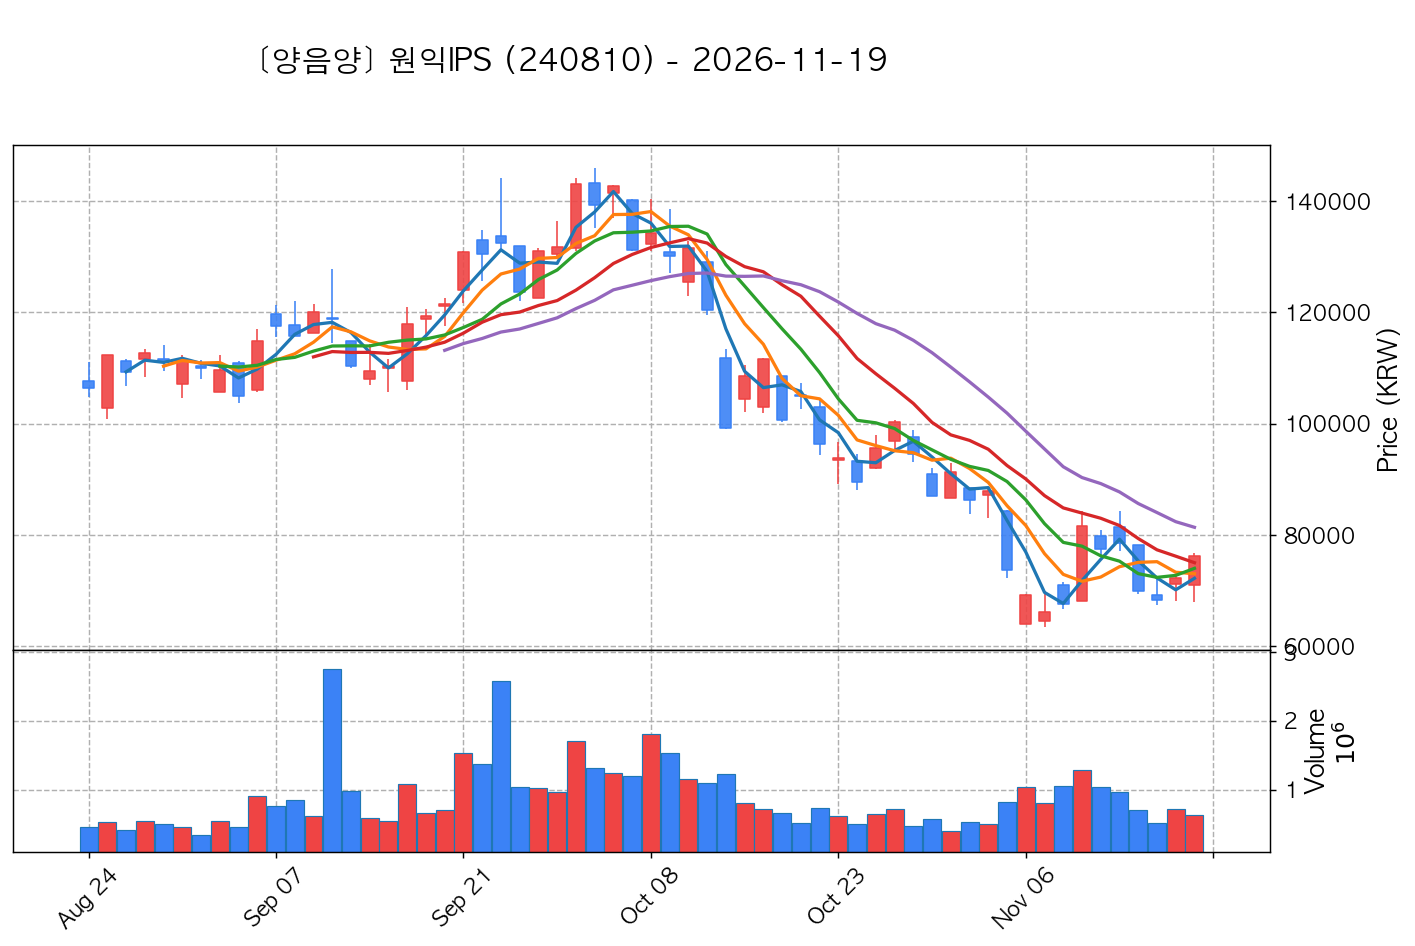 [양음양] 원익IPS (240810) - 2026-11-19
140000
120000
100000
80000
60000
Price (KRW)
3
2
1
Volume
10⁶
Aug 24
Sep 07
Sep 21
Oct 08
Oct 23
Nov 06